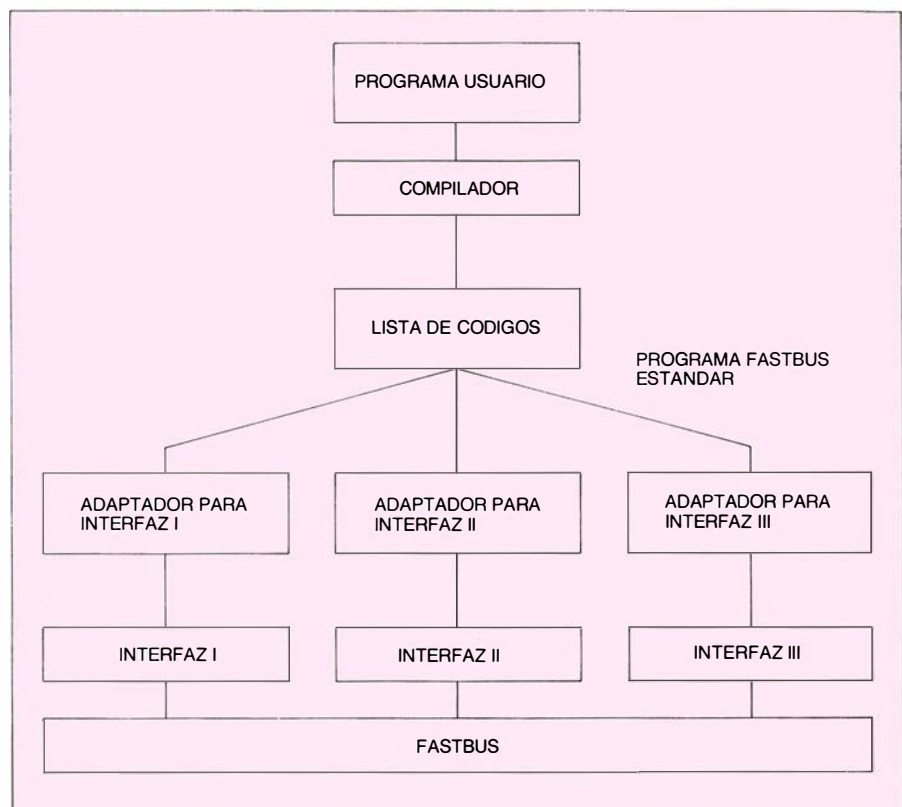 PROGRAMA USUARIO
COMPILADOR
LISTA DE CODIGOS
PROGRAMA FASTBUS
ESTANDAR
ADAPTADOR PARA
INTERFAZ I
ADAPTADOR PARA
INTERFAZ II
ADAPTADOR PARA
INTERFAZ III
INTERFAZ I
INTERFAZ II
INTERFAZ III
FASTBUS